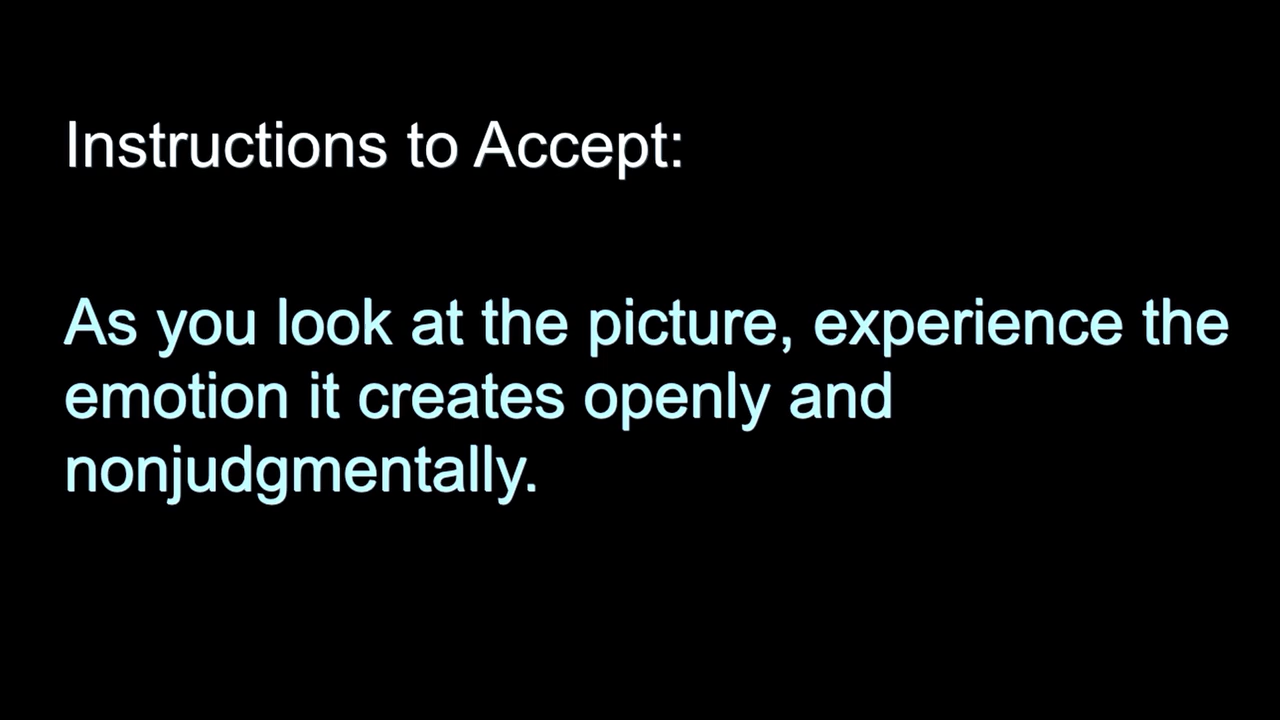 Instructions to Accept:
As you look at the picture, experience the
emotion it creates openly and
nonjudgmentally.